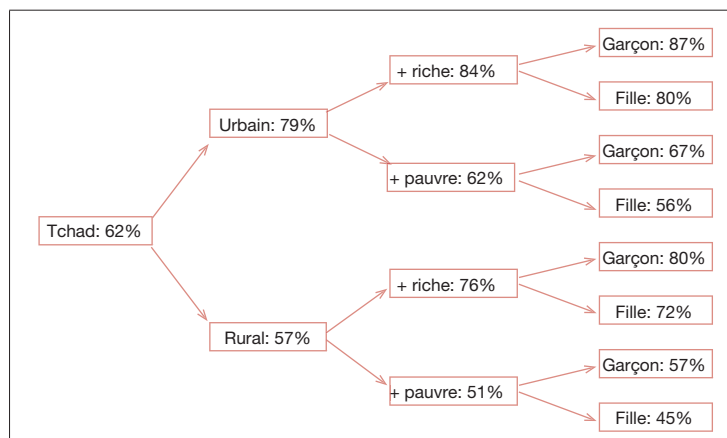 Garçon: 87%
+ riche: 84%
Fille: 80%
Urbain: 79%
Garçon: 67%
+ pauvre: 62%
Fille: 56%
Tchad: 62%
Garçon: 80%
+ riche: 76%
Fille: 72%
Rural: 57%
Garçon: 57%
+ pauvre: 51%
Fille: 45%